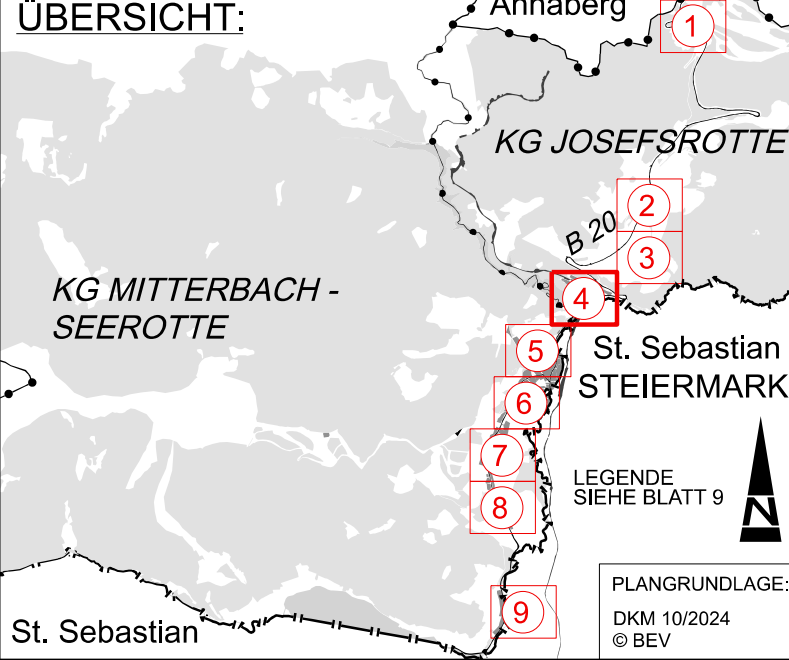 ÜBERSICHT:
Annaberg
1
KG JOSEFSROTTE
2
B 20
3
KG MITTERBACH -
SEEROTTE
4
5
St. Sebastian
STEIERMARK
6
7
LEGENDE
SIEHE BLATT 9
8
N
9
PLANGRUNDLAGE:
DKM 10/2024
© BEV
St. Sebastian